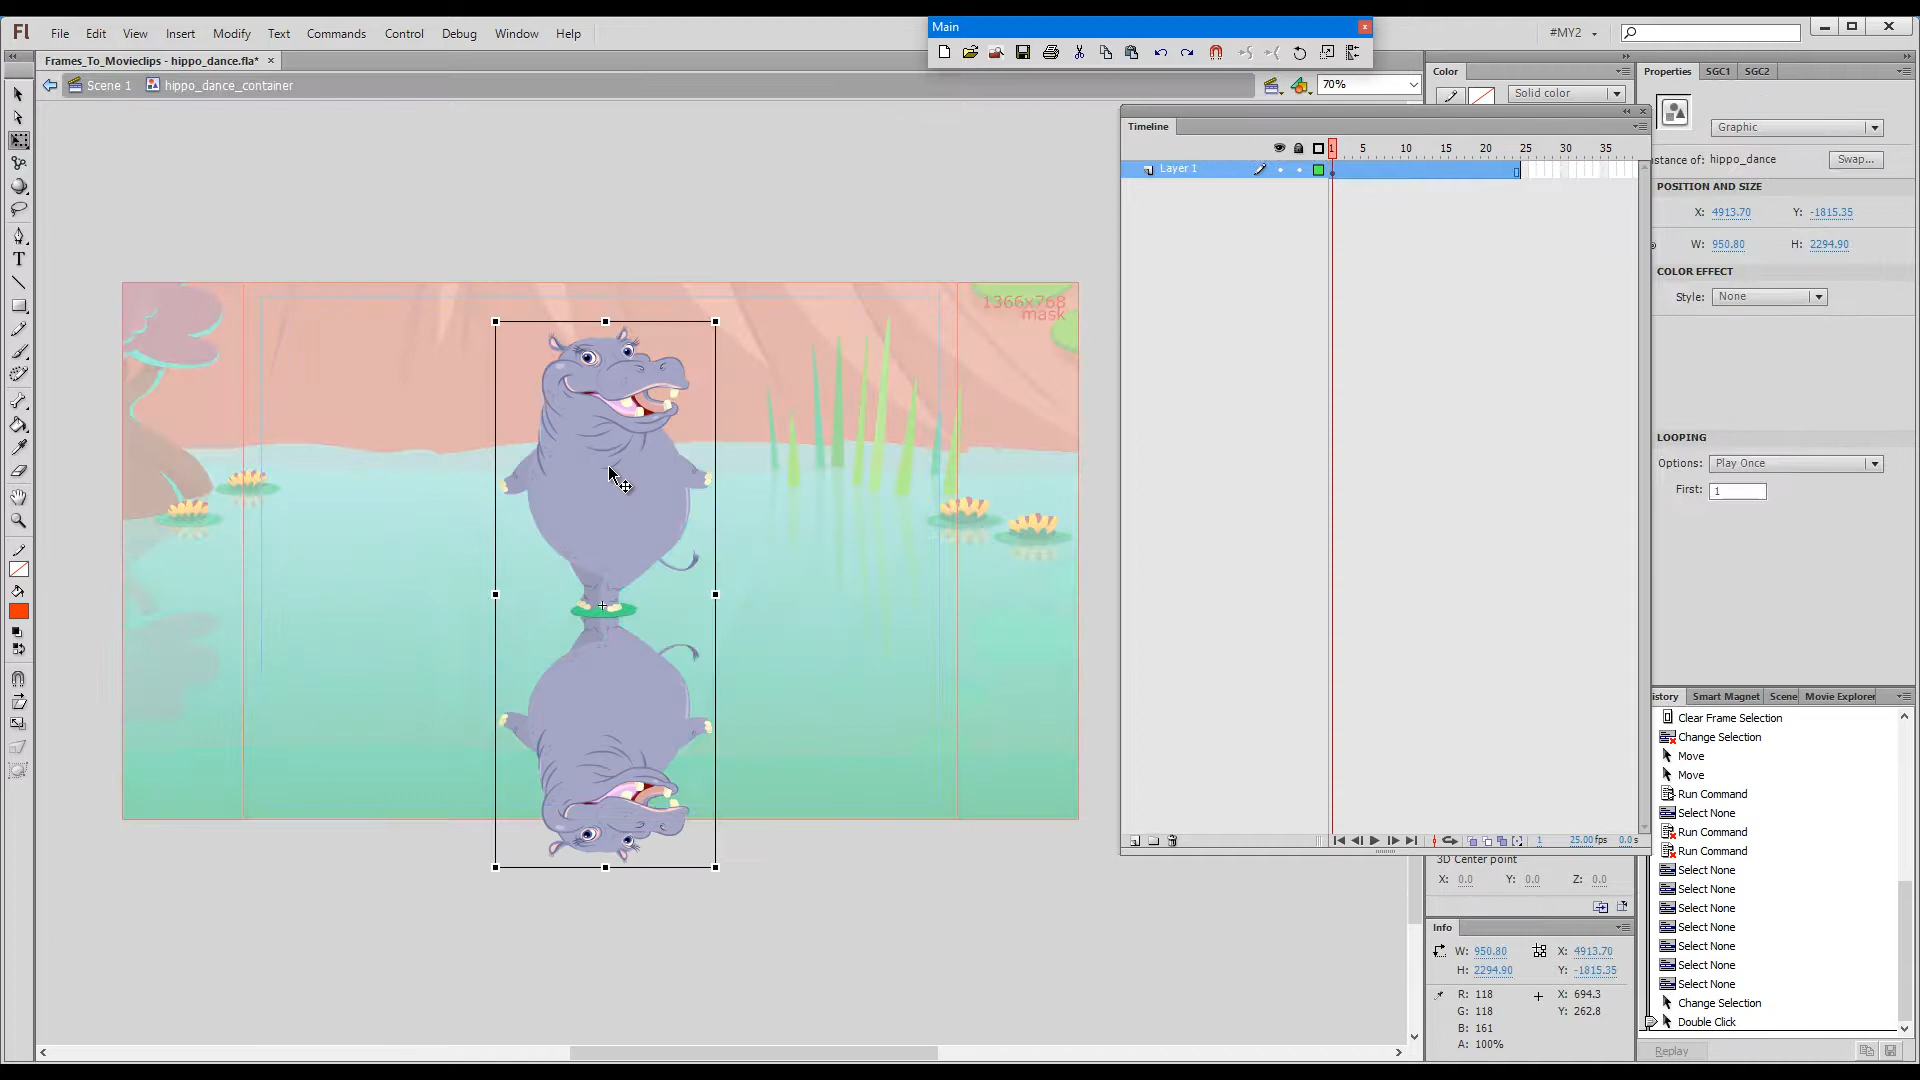 Main
Fl File Edit View Insert Modify Text Commands Control Debug Window Help
#MY2
Frames_To_Movieclips - hippo_dance.fla*
Scene 1 hippo_dance_container
70%
Color
Solid color
Properties SGC1 SGC2
Graphic
stance of: hippo_dance Swap...
POSITION AND SIZE
X: 4913.70 Y: -1815.35
W: 950.80 H: 2294.90
COLOR EFFECT
Style: None
LOOPING
Options: Play Once
First: 1
Timeline
1 5 10 15 20 25 30 35
Layer 1
1366x768
mask
1 25.00fps 0.0s
istory Smart Magnet Scene Movie Explorer
Clear Frame Selection
Change Selection
Move
Move
Run Command
Select None
Run Command
Run Command
Select None
Select None
Select None
Select None
Select None
Select None
Select None
Change Selection
Double Click
Replay
3D Center point
X: 0.0 Y: 0.0 Z: 0.0
Info
W: 950.80 X: 4913.70
H: 2294.90 Y: -1815.35
R: 118 X: 694.3
G: 118 Y: 262.8
B: 161
A: 100%